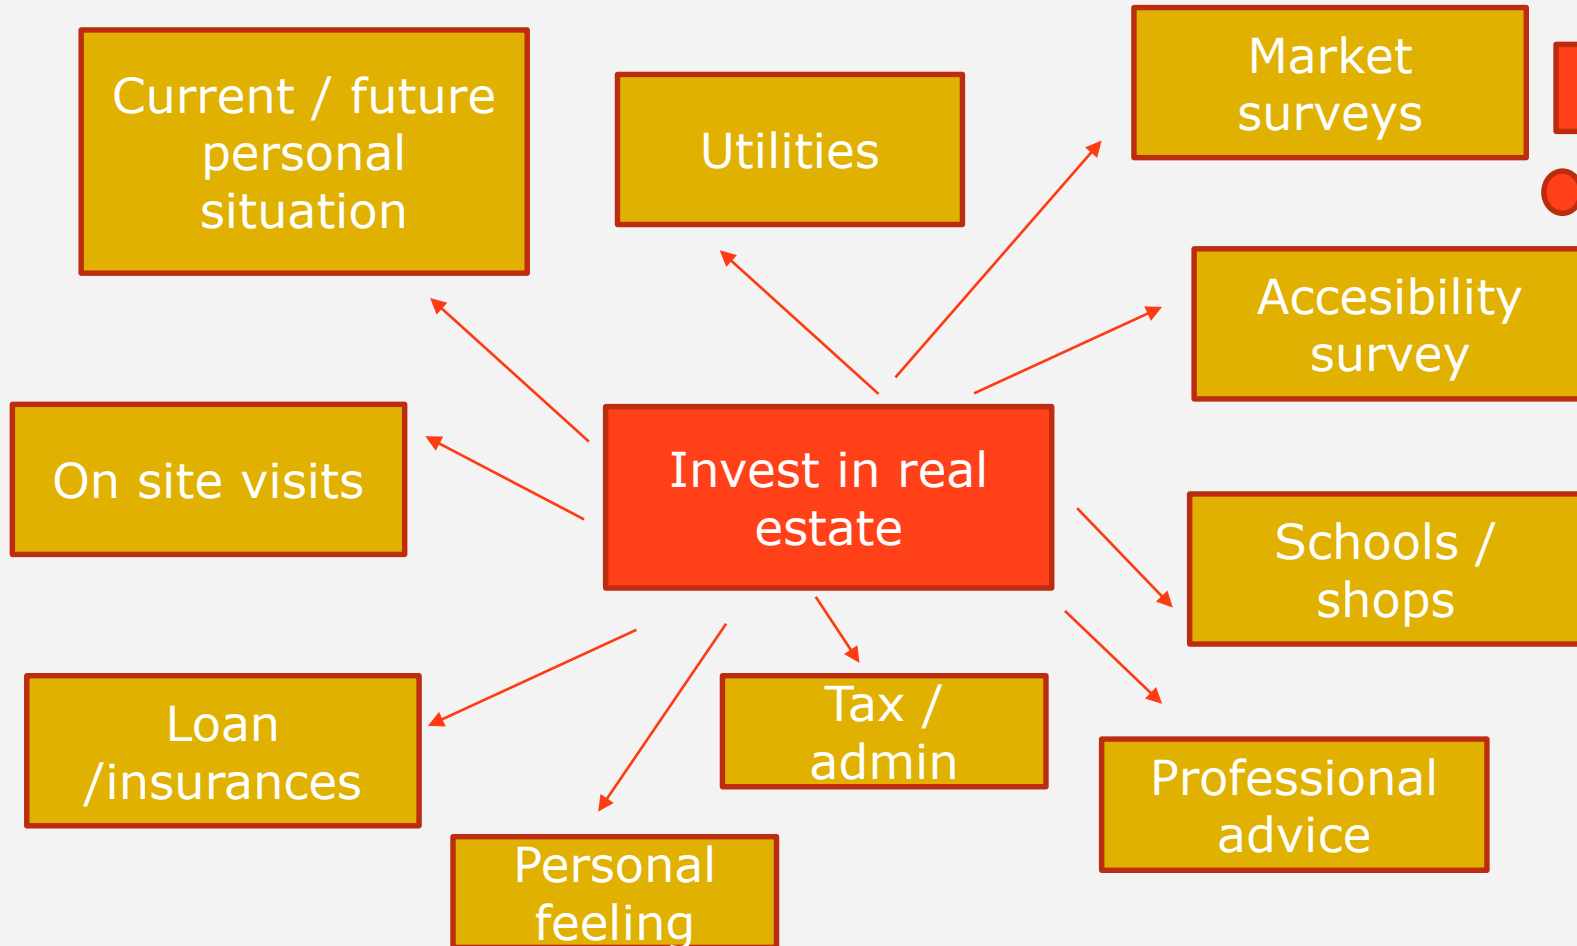 Current / future
personal
situation
Utilities
Market
surveys
Accesibility
survey
On site visits
Invest in real
estate
Schools /
shops
Loan
/insurances
Tax /
admin
Professional
advice
Personal
feeling